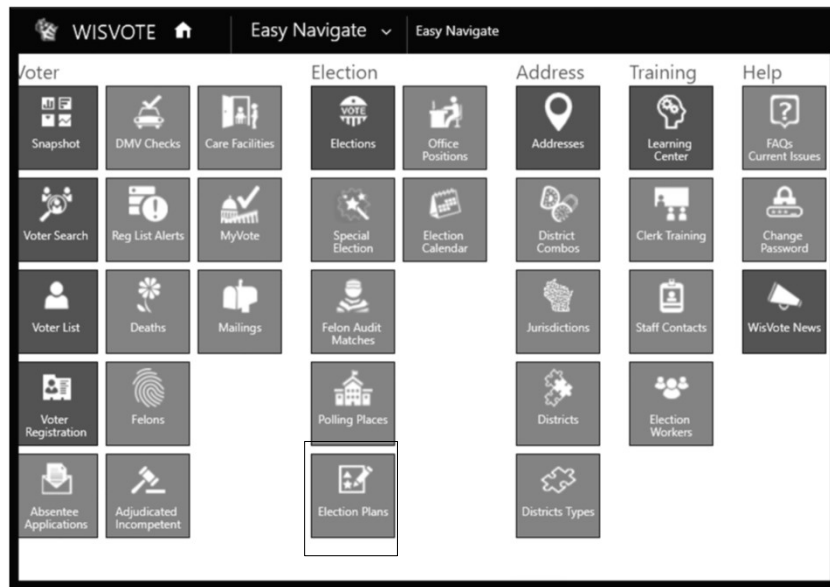 WISVOTE
Easy Navigate
Easy Navigate
Voter
Election
Address
Training
Help
Snapshot
DMV Checks
Care Facilities
VOTE
Elections
Office
Positions
Addresses
Learning
Center
FAQs
Current Issues
Voter Search
Reg List Alerts
MyVote
Special
Election
Election
Calendar
District
Combos
Clerk Training
Change
Password
Voter List
Deaths
Mailings
Felon Audit
Matches
Jurisdictions
Staff Contacts
WisVote News
Voter
Registration
Felons
Polling Places
Districts
Election
Workers
Absentee
Applications
Adjudicated
Incompetent
Election Plans
Districts Types